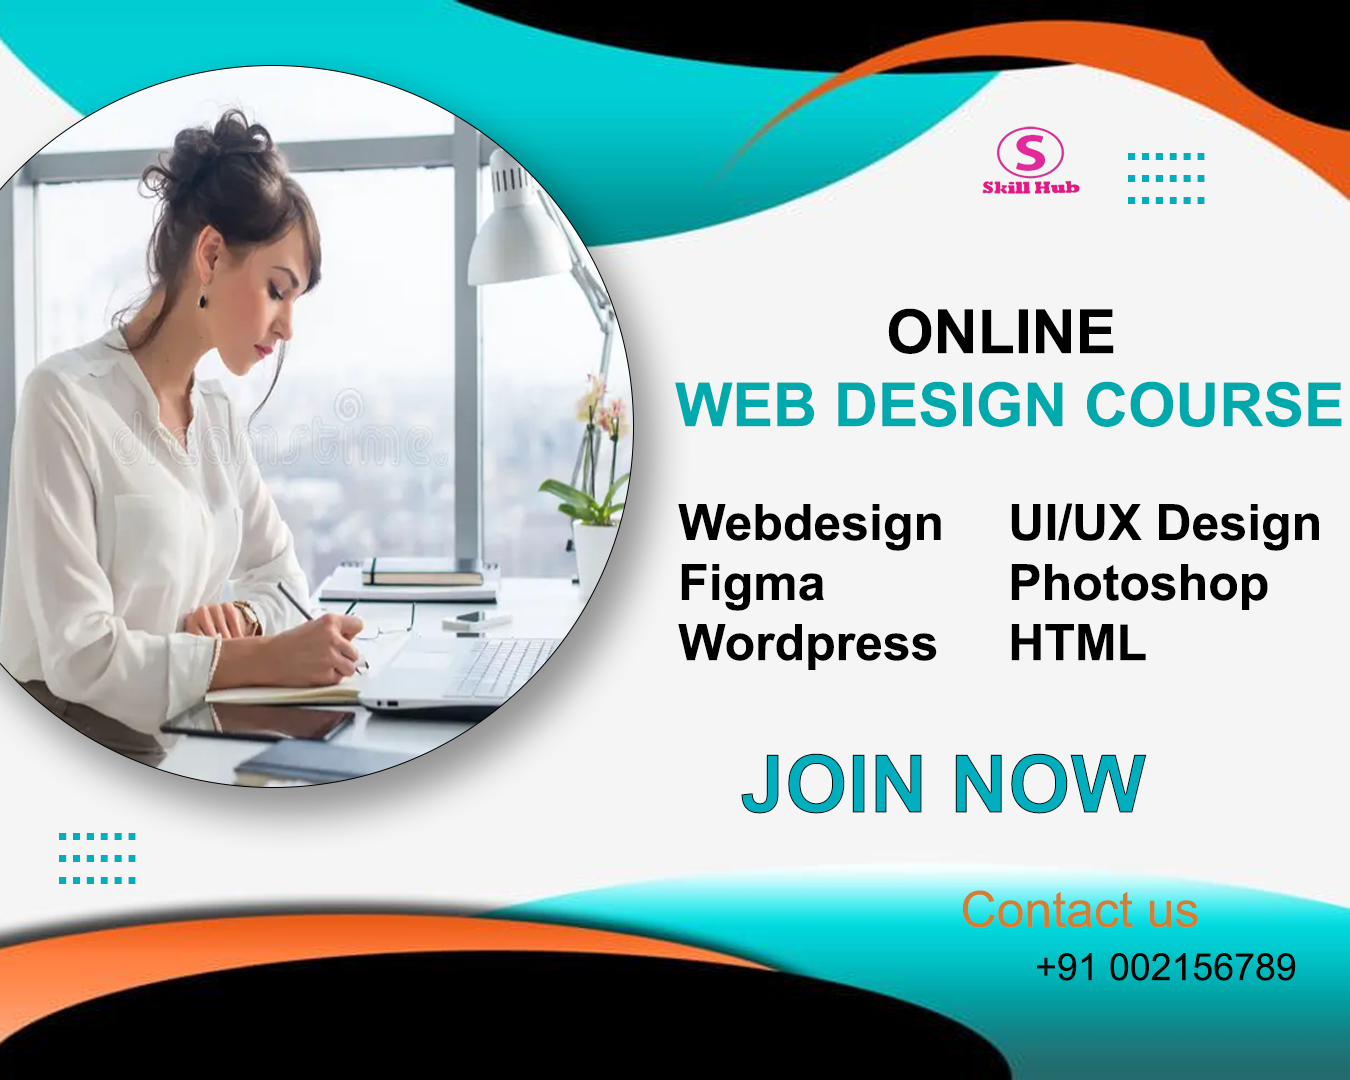 S
Skill Hub
ONLINE
WEB DESIGN COURSE
dreamstime.
Webdesign UI/UX Design
Figma Photoshop
Wordpress HTML
JOIN NOW
Contact us
+91 002156789